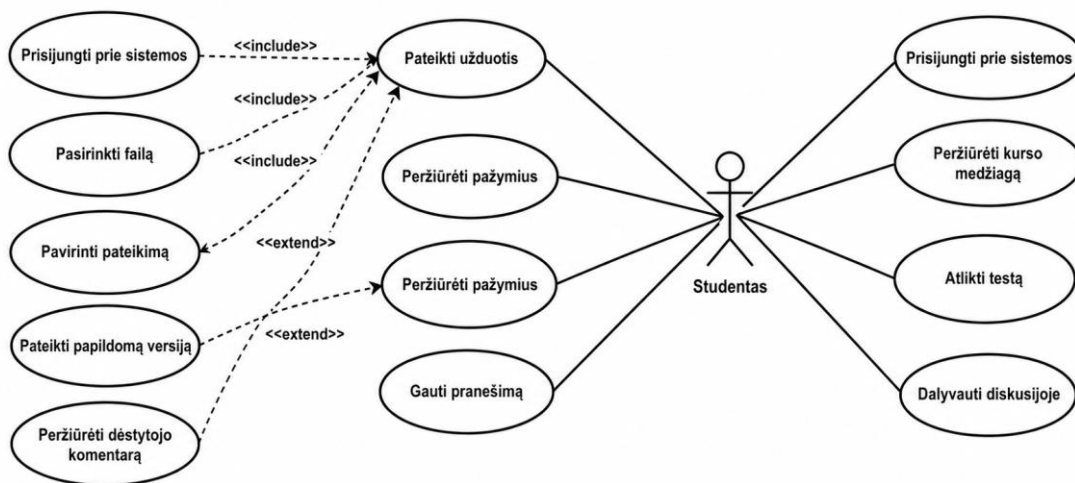 Prisijungti prie sistemos
<<include>>
Pateikti užduotis
Prisijungti prie sistemos
<<include>>
Pasirinkti failą
<<include>>
Peržiūrėti pažymius
Peržiūrėti kurso
medžiagą
Pavirinti pateikimą
<<extend>>
Peržiūrėti pažymius
Studentas
Atlikti testą
Pateikti papildomą versiją
<<extend>>
Gauti pranešimą
Dalyvauti diskusijoje
Peržiūrėti dėstytojo
komentarą